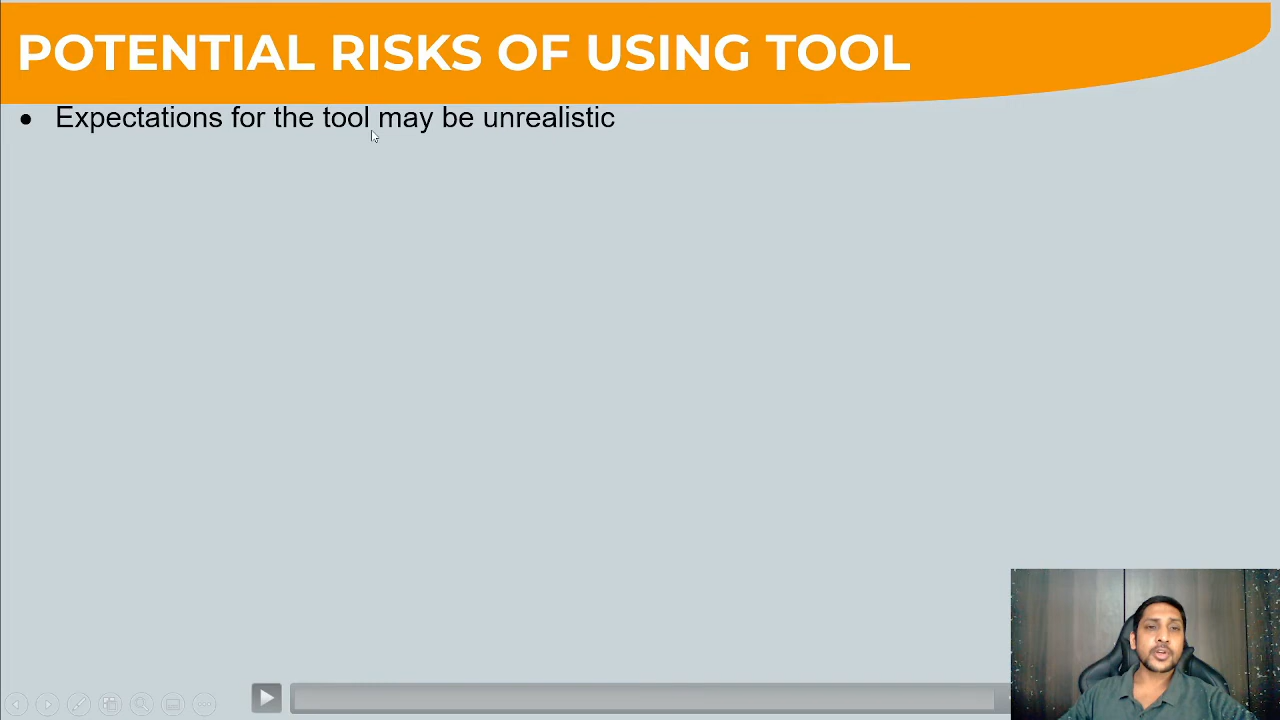 POTENTIAL RISKS OF USING TOOL
● Expectations for the tool may be unrealistic